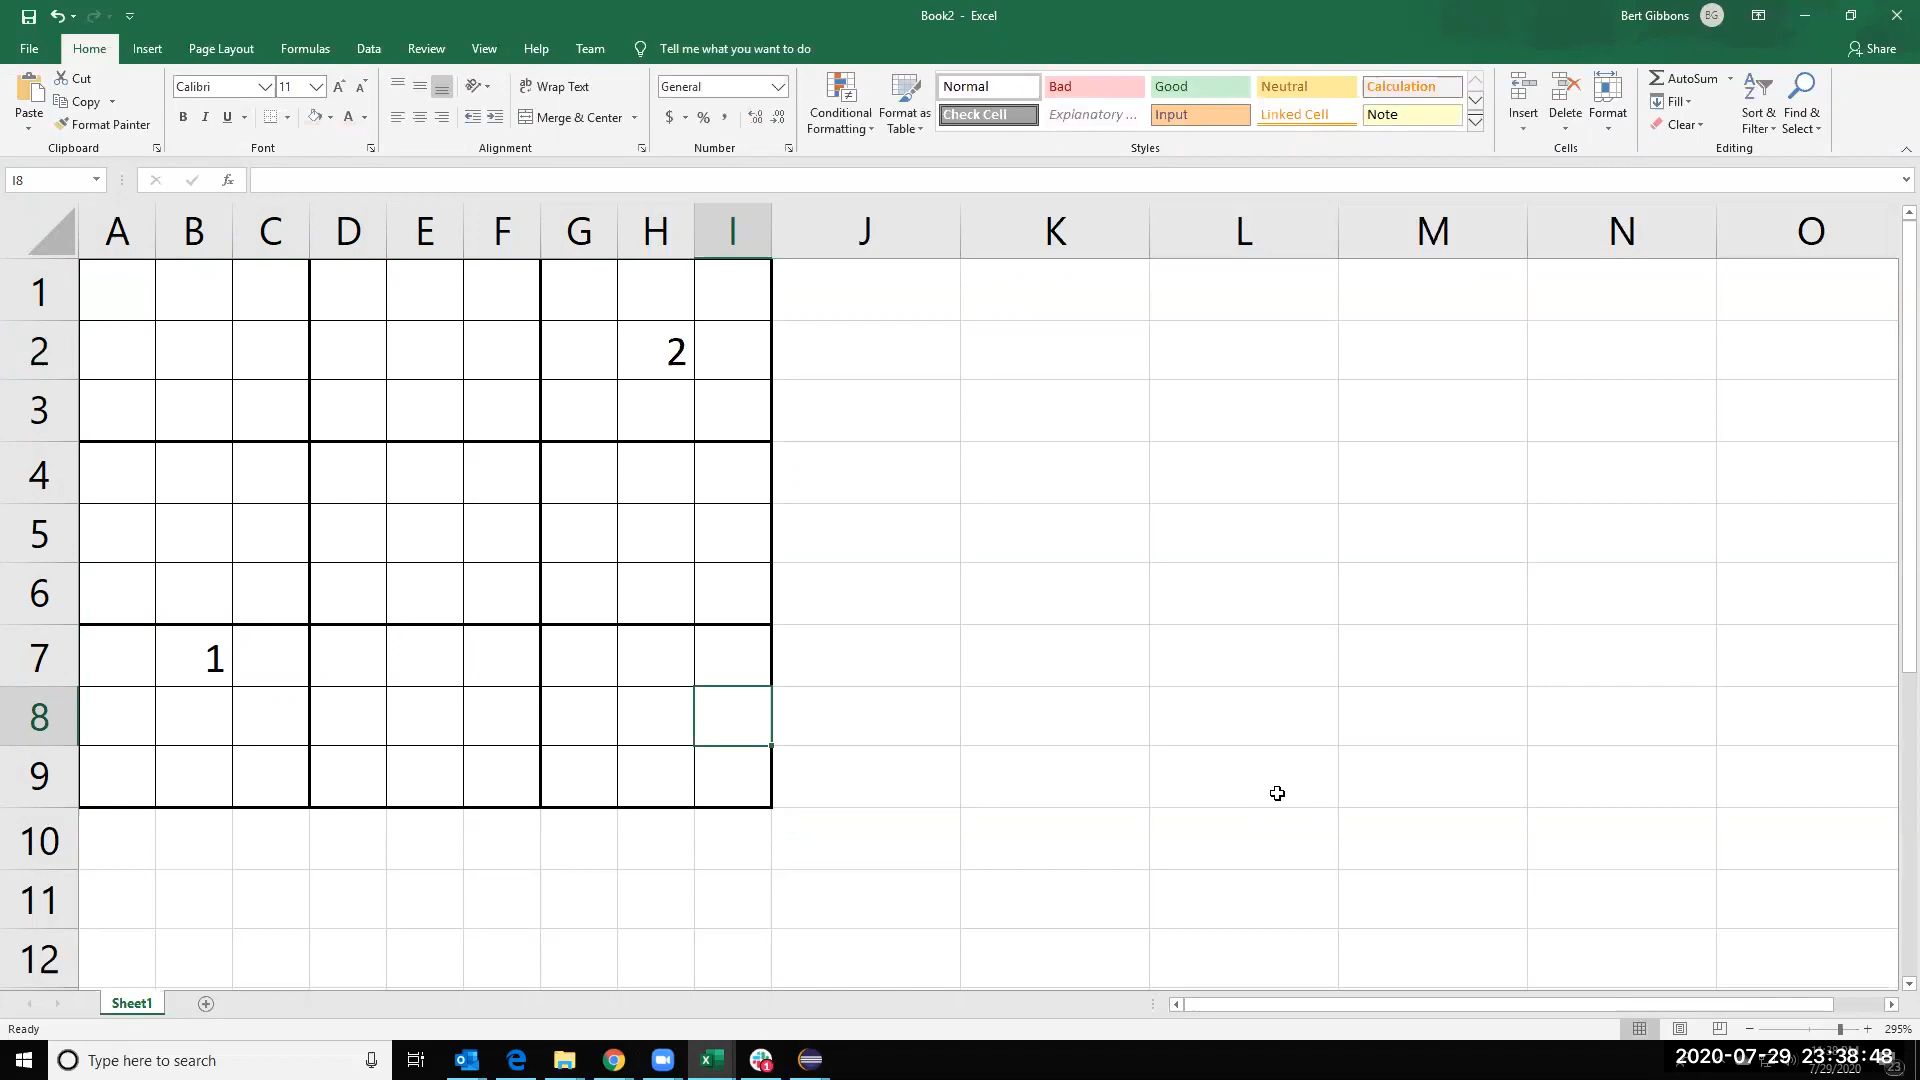 Book2 - Excel
Bert Gibbons
BG
File
Home
Insert
Page Layout
Formulas
Data
Review
View
Help
Team
Tell me what you want to do
Share
Paste
Cut
Copy
Format Painter
Clipboard
Calibri
11
B I U
Font
Wrap Text
Merge & Center
Alignment
General
$ % ,
Number
Conditional
Formatting
Format as
Table
Normal
Bad
Good
Neutral
Calculation
Check Cell
Explanatory ...
Input
Linked Cell
Note
Styles
Insert
Delete
Format
Cells
AutoSum
Fill
Clear
Sort &
Filter
Find &
Select
Editing
I8
fx
A B C D E F G H I J K L M N O
1
2 2
3
4
5
6
7 1
8
9
10
11
12
Sheet1
Ready
295%
Type here to search
1
2020-07-29 23:38:48
7/29/2020
23